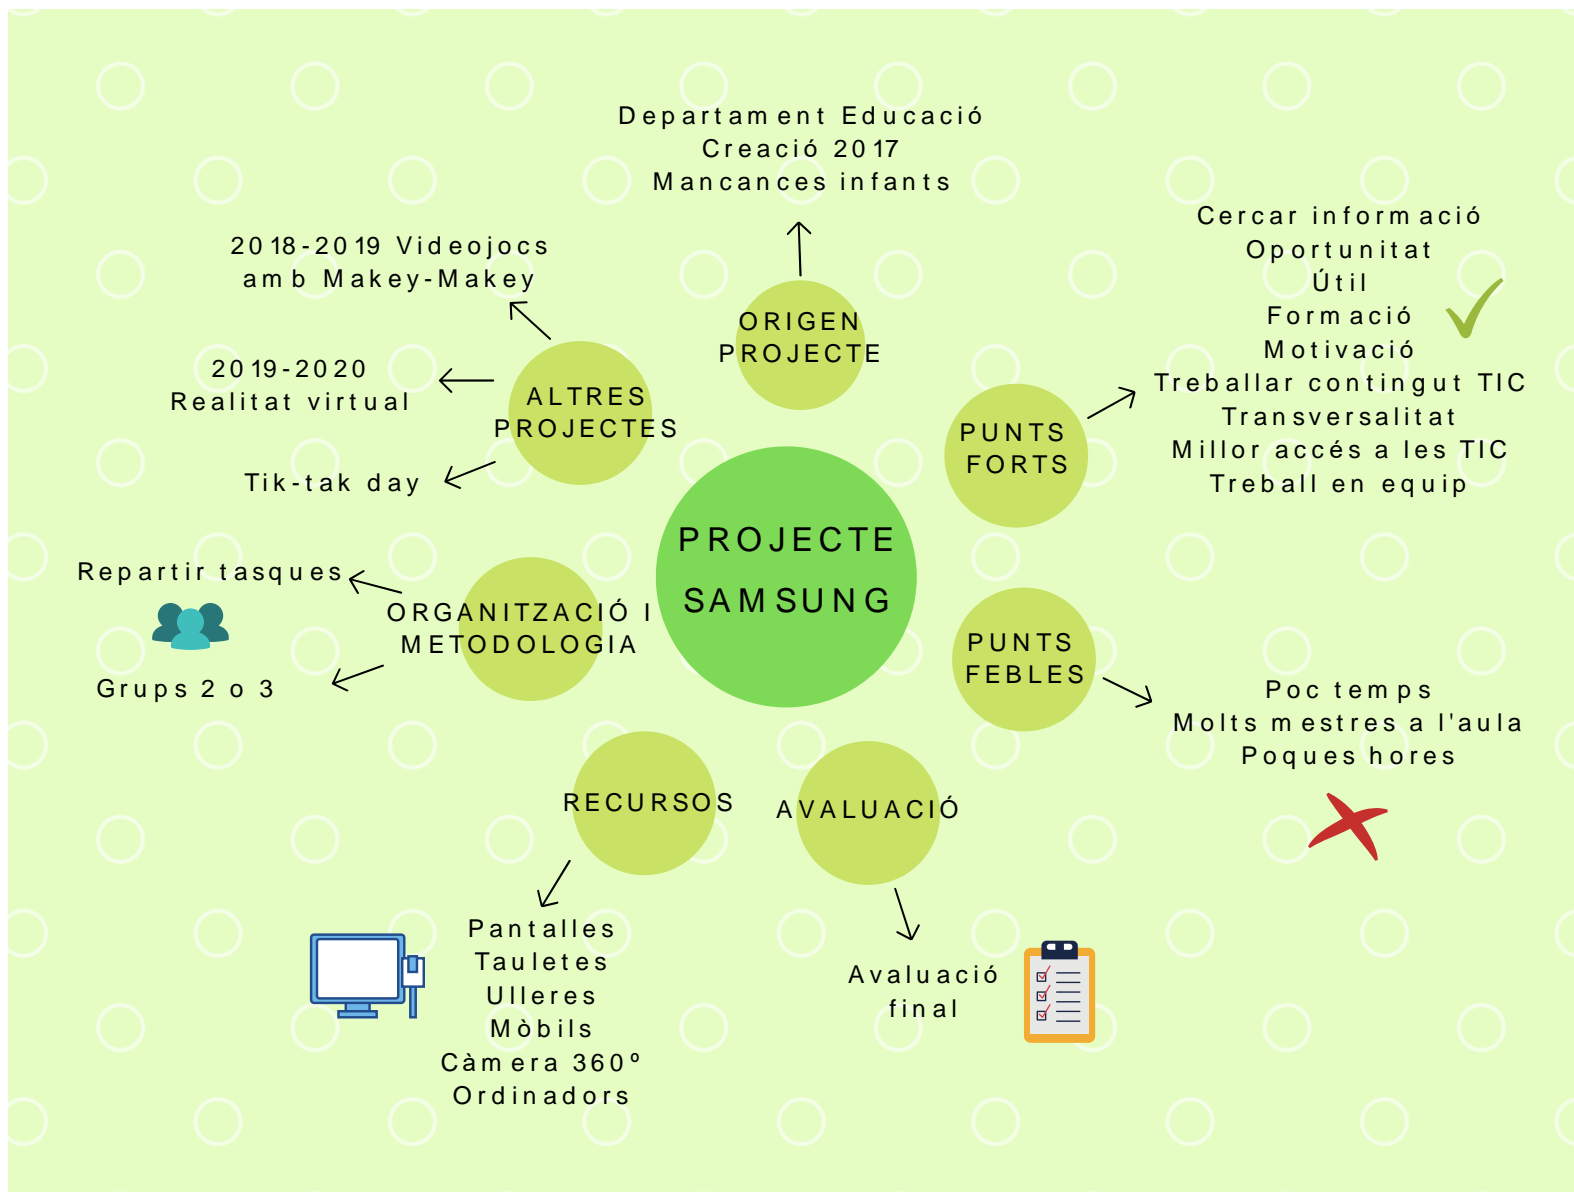 Departament Educació
Creació 2017
Mancances infants
ORIGEN
PROJECTE
2018-2019 Videojocs
amb Makey-Makey
2019-2020
Realitat virtual
Tik-tak day
ALTRES
PROJECTES
Cercar informació
Oportunitat
Útil
Formació
Motivació
Treballar contingut TIC
Transversalitat
Millor accés a les TIC
Treball en equip
PUNTS
FORTS
PROJECTE
SAMSUNG
Repartir tasques
Grups 2 o 3
ORGANITZACIÓ I
METODOLOGIA
PUNTS
FEBLES
Poc temps
Molts mestres a l'aula
Poques hores
RECURSOS
Pantalles
Tauletes
Ulleres
Mòbils
Càmera 360º
Ordinadors
AVALUACIÓ
Avaluació
final